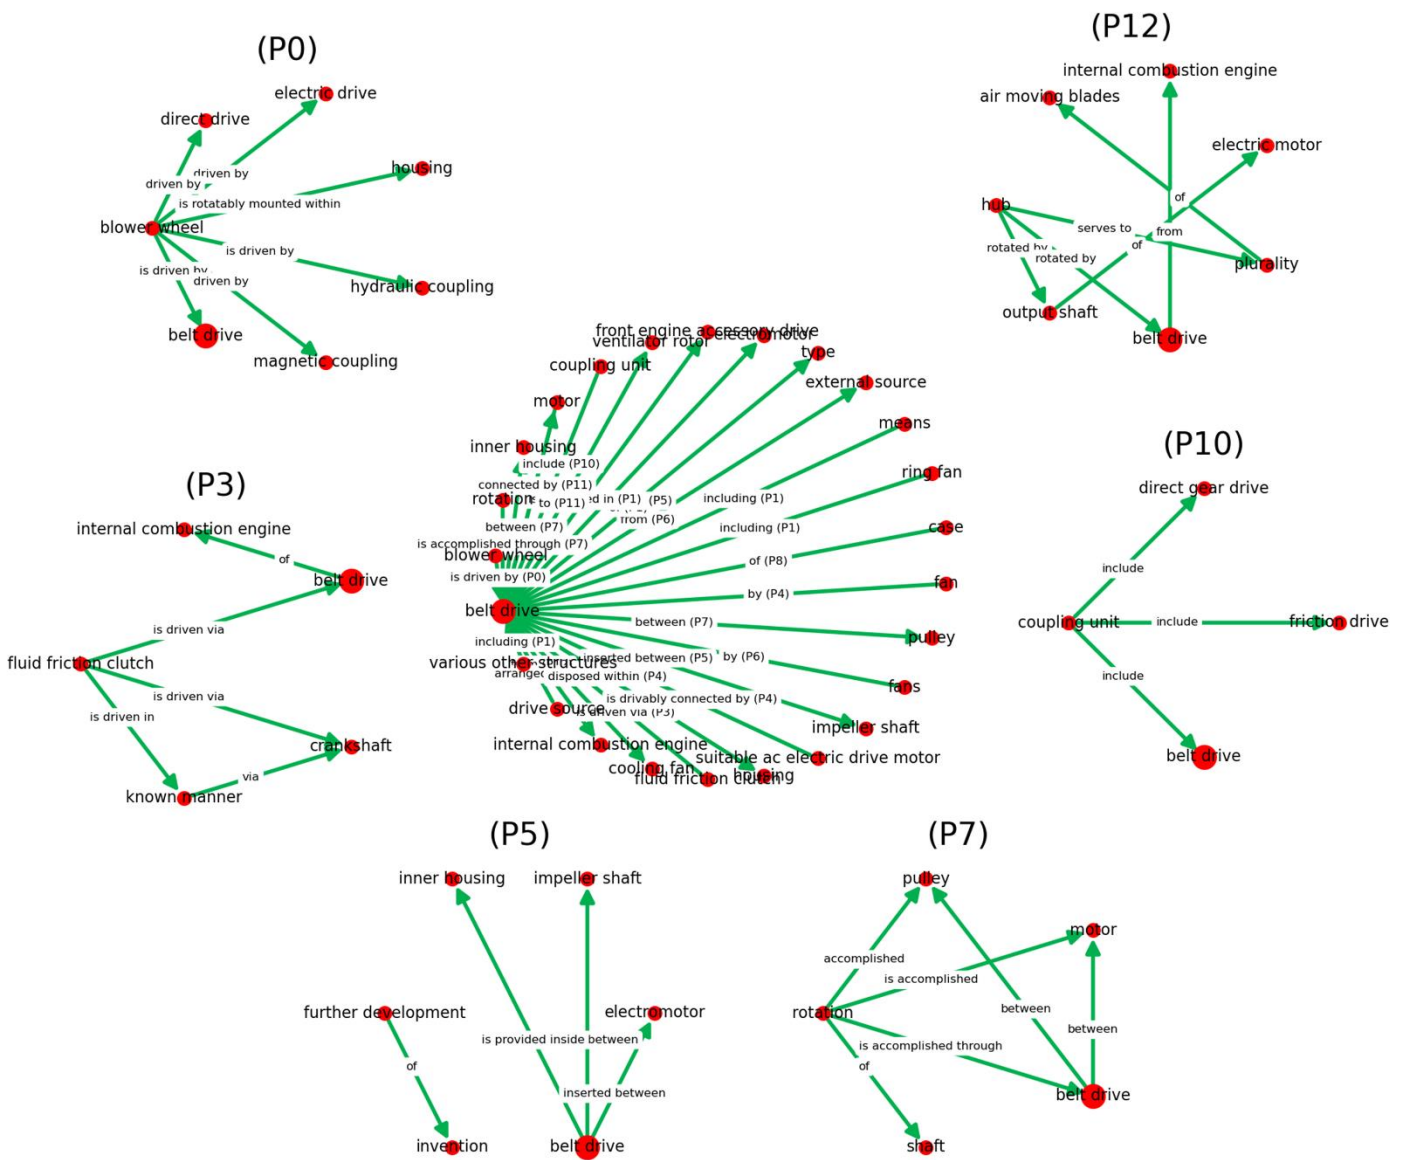 (P0)
electric drive
direct drive
driven by
housing
driven by
is rotatably mounted within
blower wheel
is driven by
is driven by
driven by
hydraulic coupling
belt drive
magnetic coupling
(P12)
internal combustion engine
air moving blades
electric motor
of
hub
serves to
from
rotated by
of
rotated by
plurality
output shaft
belt drive
front engine accessory drive
electromotor
ventilator rotor
type
coupling unit
external source
motor
means
inner housing
include (P10)
ring fan
connected by (P11)
rotation
to (P11)
ed in (P1)
(P5)
including (P1)
from (P6)
between (P7)
including (P1)
case
is accomplished through (P7)
blower wheel
of (P8)
is driven by (P0)
fan
by (P4)
belt drive
between (P7)
pulley
including (P1)
various other structures
inserted between (P5)
by (P6)
arranged
disposed within (P4)
fans
is drivably connected by (P4)
drive source
is driven via (P3)
impeller shaft
internal combustion engine
suitable ac electric drive motor
cooling fan
housing
fluid friction clutch
(P3)
internal combustion engine
of
belt drive
is driven via
fluid friction clutch
is driven via
is driven in
crankshaft
via
known manner
(P10)
direct gear drive
include
coupling unit
include
friction drive
include
belt drive
(P5)
inner housing
impeller shaft
further development
electromotor
is provided inside
between
of
inserted between
invention
belt drive
(P7)
pulley
motor
accomplished
is accomplished
rotation
between
between
is accomplished through
of
belt drive
shaft